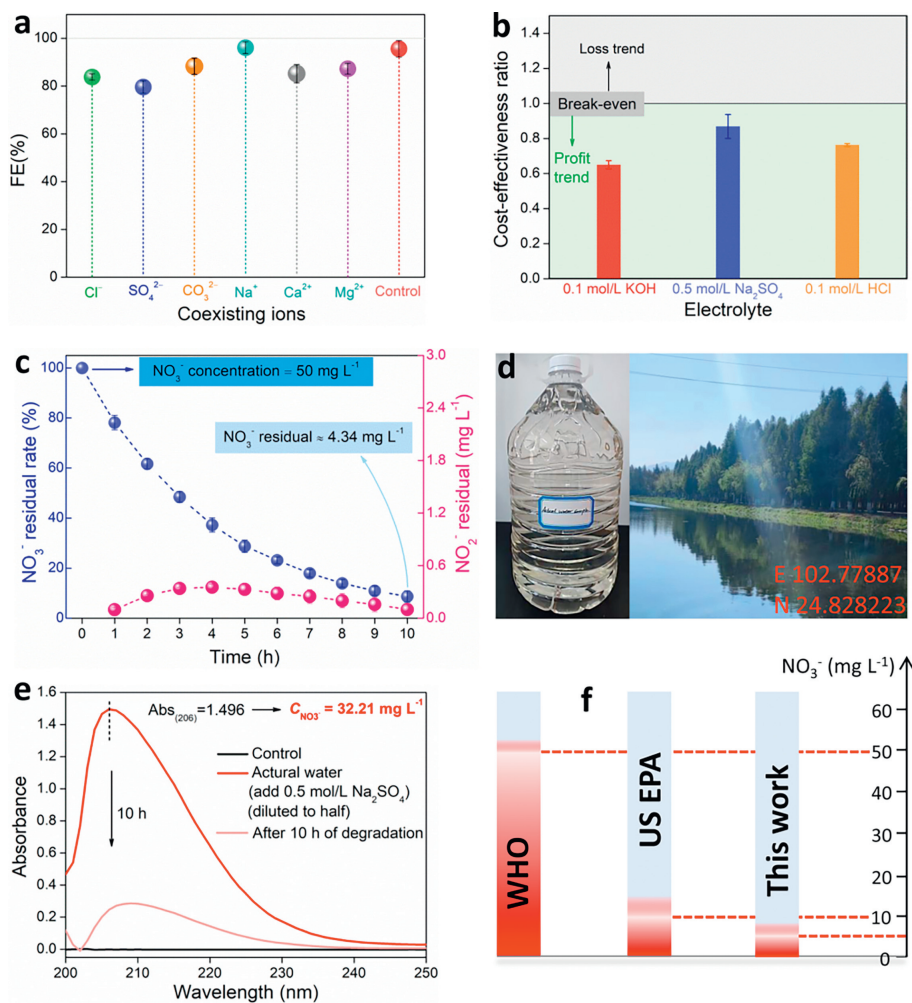 a
100
80
60
40
20
0
FE(%)
Cl⁻
SO₄²⁻
CO₃²⁻
Na⁺
Ca²⁺
Mg²⁺
Control
Coexisting ions
b
1.4
1.2
1.0
0.8
0.6
0.4
0.2
0.0
Cost-effectiveness ratio
Loss trend
Break-even
Profit
trend
0.1 mol/L KOH
0.5 mol/L Na₂SO₄
0.1 mol/L HCl
Electrolyte
c
100
80
60
40
20
0
NO₃⁻ residual rate (%)
NO₃⁻ concentration = 50 mg L⁻¹
NO₃⁻ residual ≈ 4.34 mg L⁻¹
3.0
2.4
1.8
1.2
0.6
0.0
NO₂⁻ residual (mg L⁻¹)
0 1 2 3 4 5 6 7 8 9 10
Time (h)
d
E 102.77887
N 24.828223
e
1.6
1.4
1.2
1.0
0.8
0.6
0.4
0.2
0.0
Absorbance
Abs₍₂₀₆₎=1.496 → C_NO3⁻ = 32.21 mg L⁻¹
10 h
Control
Actural water
(add 0.5 mol/L Na₂SO₄)
(diluted to half)
After 10 h of degradation
200 210 220 230 240 250
Wavelength (nm)
f
NO₃⁻ (mg L⁻¹)
60
50
40
30
20
10
0
WHO
US EPA
This work